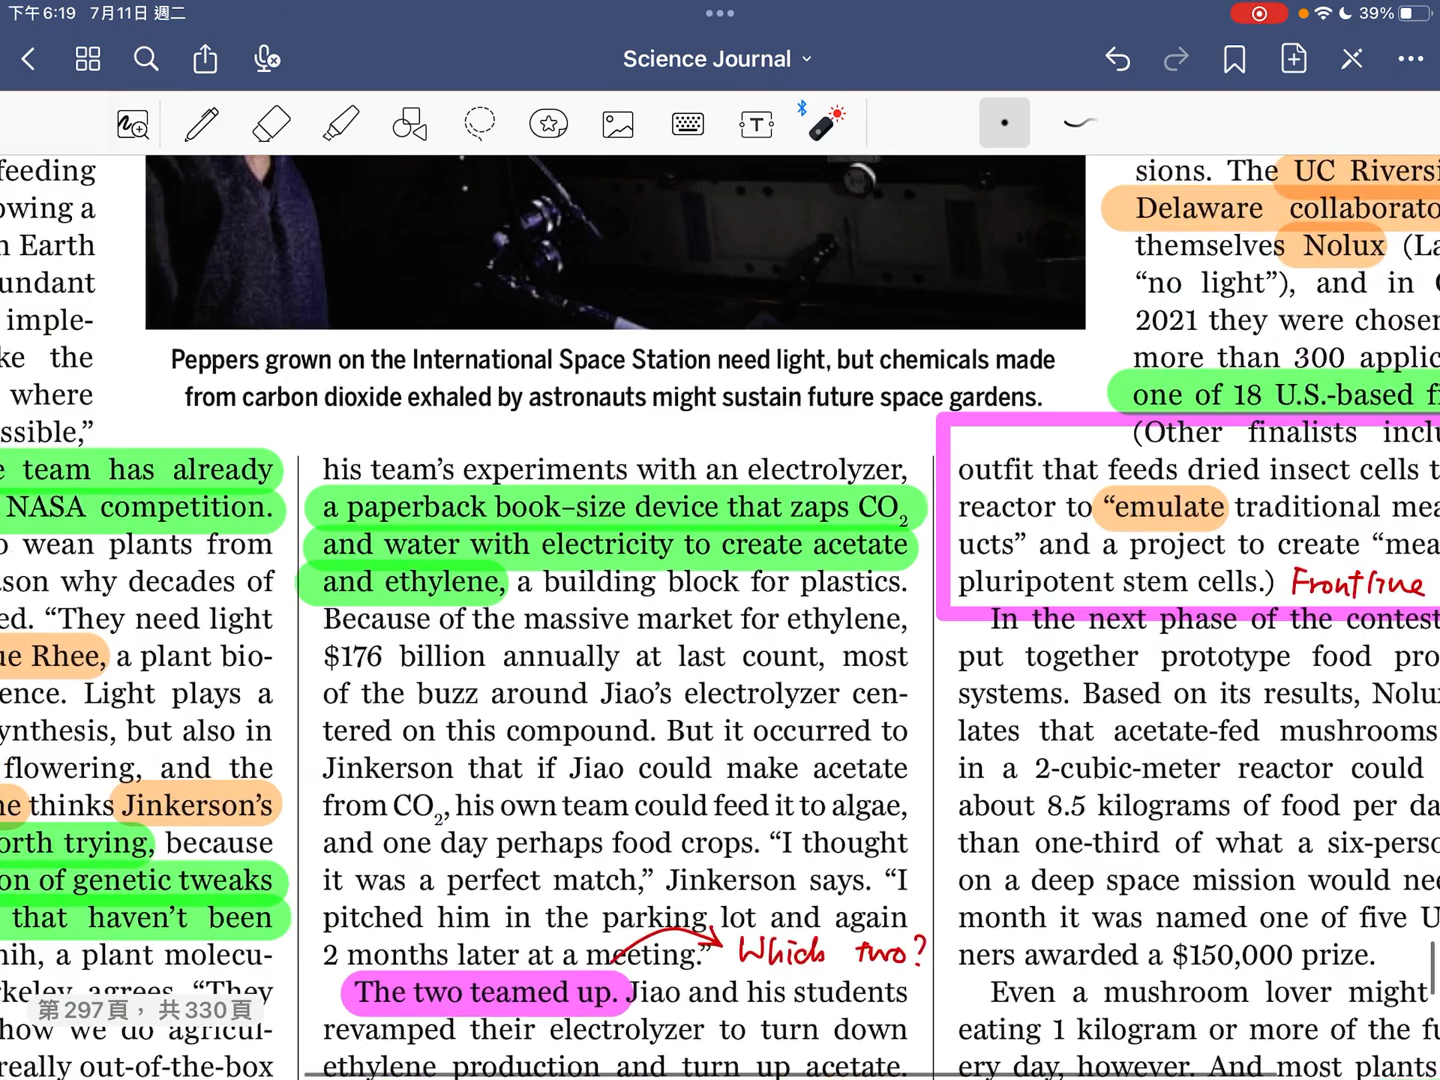 下午6:19 7月11日 週二
39%
Science Journal
feeding
owing a
n Earth
undant
imple-
ke the
where
ssible,”
e team has already
NASA competition.
o wean plants from
ason why decades of
ed. “They need light
ue Rhee, a plant bio-
ence. Light plays a
ynthesis, but also in
flowering, and the
he thinks Jinkerson’s
orth trying, because
on of genetic tweaks
that haven’t been
nih, a plant molecu-
rkeley, agrees. “They
how we do agricul-
really out-of-the-box
第297頁，共330頁
Peppers grown on the International Space Station need light, but chemicals made
from carbon dioxide exhaled by astronauts might sustain future space gardens.
his team’s experiments with an electrolyzer,
a paperback book–size device that zaps CO₂
and water with electricity to create acetate
and ethylene, a building block for plastics.
Because of the massive market for ethylene,
$176 billion annually at last count, most
of the buzz around Jiao’s electrolyzer cen-
tered on this compound. But it occurred to
Jinkerson that if Jiao could make acetate
from CO₂, his own team could feed it to algae,
and one day perhaps food crops. “I thought
it was a perfect match,” Jinkerson says. “I
pitched him in the parking lot and again
2 months later at a meeting.”
Which two?
The two teamed up. Jiao and his students
revamped their electrolyzer to turn down
ethylene production and turn up acetate.
sions. The UC Riversi
Delaware collaborato
themselves Nolux (La
“no light”), and in O
2021 they were chosen
more than 300 applic
one of 18 U.S.-based fi
(Other finalists inclu
outfit that feeds dried insect cells t
reactor to “emulate traditional mea
ucts” and a project to create “mea
pluripotent stem cells.)
Frontline
In the next phase of the contest
put together prototype food pro
systems. Based on its results, Nolux
lates that acetate-fed mushrooms
in a 2-cubic-meter reactor could
about 8.5 kilograms of food per da
than one-third of what a six-perso
on a deep space mission would nee
month it was named one of five U
ners awarded a $150,000 prize.
Even a mushroom lover might
eating 1 kilogram or more of the fu
ery day, however. And most plants